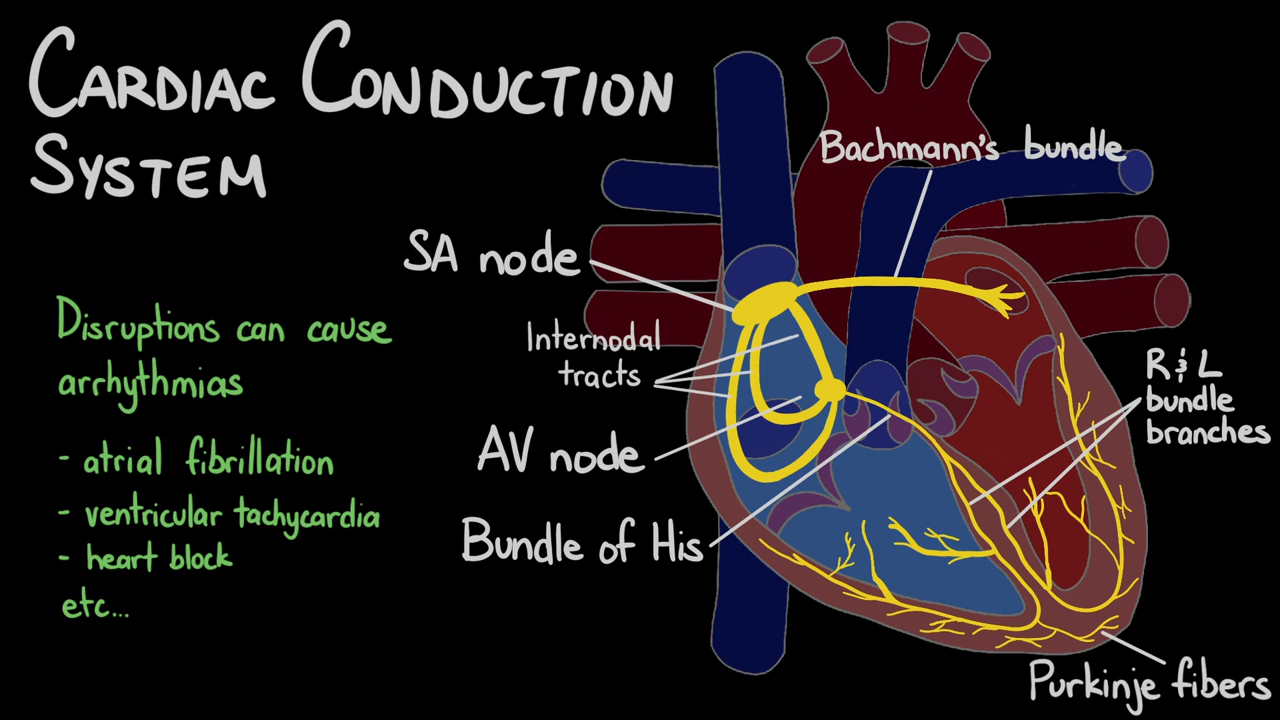 CARDIAC CONDUCTION
SYSTEM
Bachmann's bundle
SA node
Disruptions can cause
arrhythmias
- atrial fibrillation
- ventricular tachycardia
- heart block
etc...
Internodal
tracts
AV node
Bundle of His
R & L
bundle
branches
Purkinje fibers